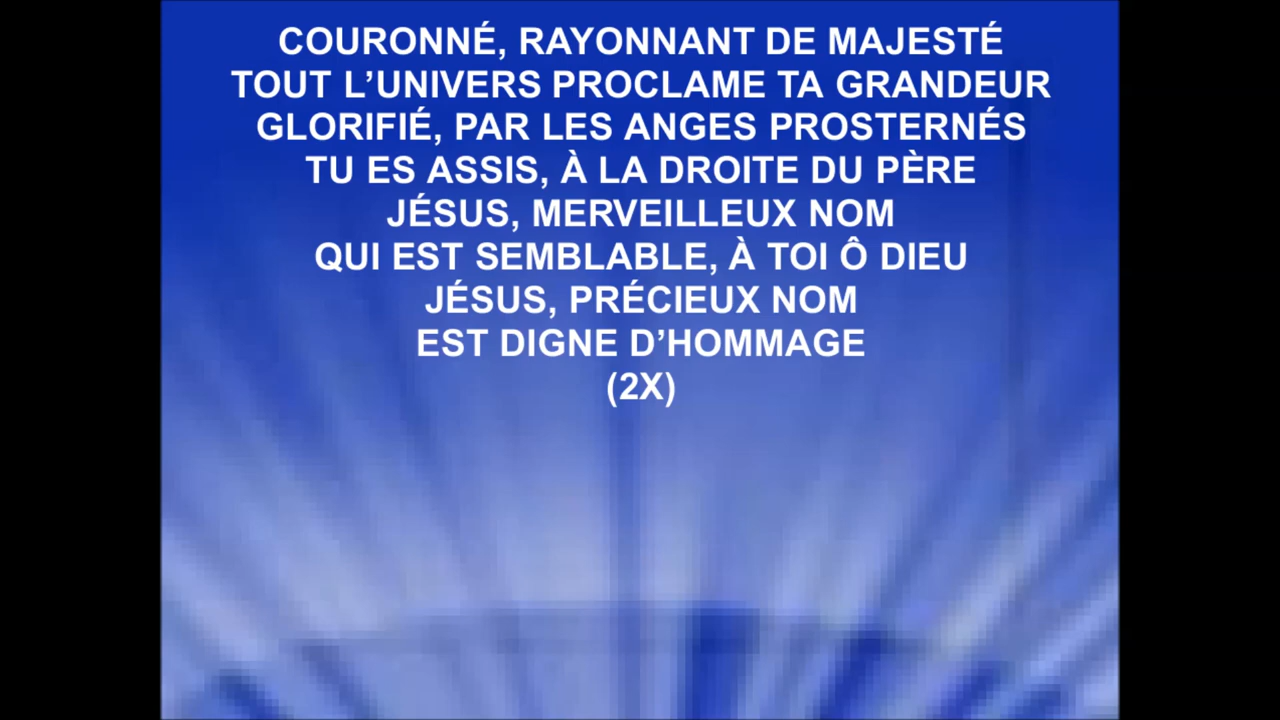 COURONNÉ, RAYONNANT DE MAJESTÉ
TOUT L’UNIVERS PROCLAME TA GRANDEUR
GLORIFIÉ, PAR LES ANGES PROSTERNÉS
TU ES ASSIS, À LA DROITE DU PÈRE
JÉSUS, MERVEILLEUX NOM
QUI EST SEMBLABLE, À TOI Ô DIEU
JÉSUS, PRÉCIEUX NOM
EST DIGNE D’HOMMAGE
(2X)